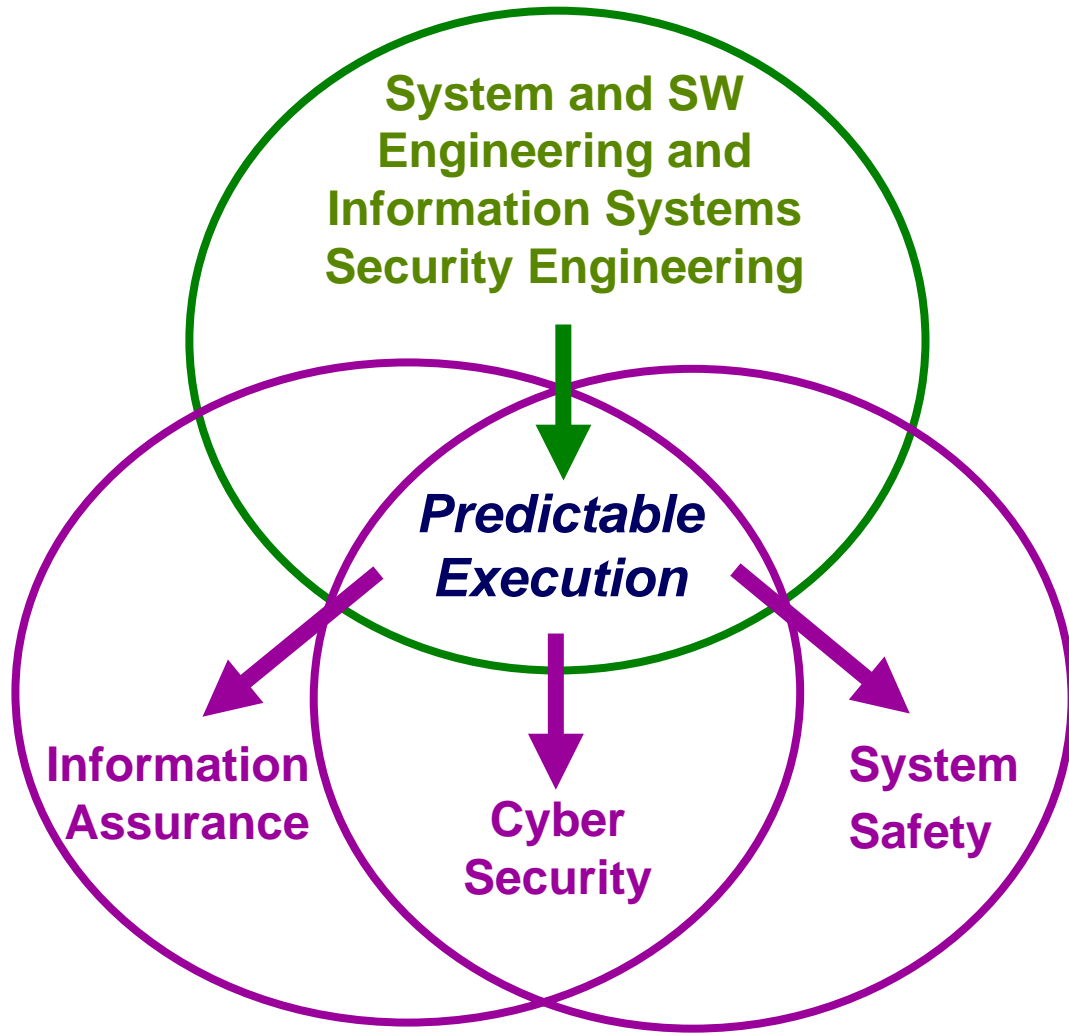 System and SW
Engineering and
Information Systems
Security Engineering
Predictable
Execution
Information
Assurance
Cyber
Security
System
Safety